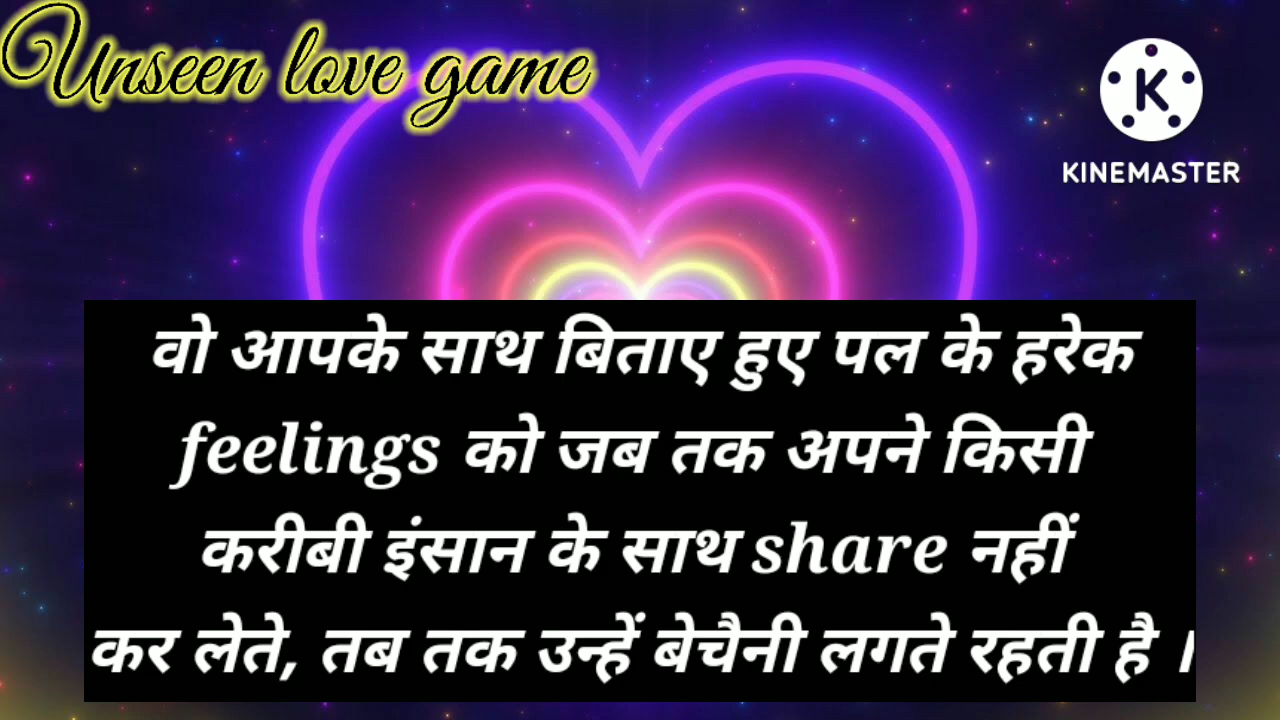 Unseen love game
K
KINEMASTER
वो आपके साथ बिताए हुए पल के हरेक
feelings को जब तक अपने किसी
करीबी इंसान के साथ share नहीं
कर लेते, तब तक उन्हें बेचैनी लगते रहती है ।